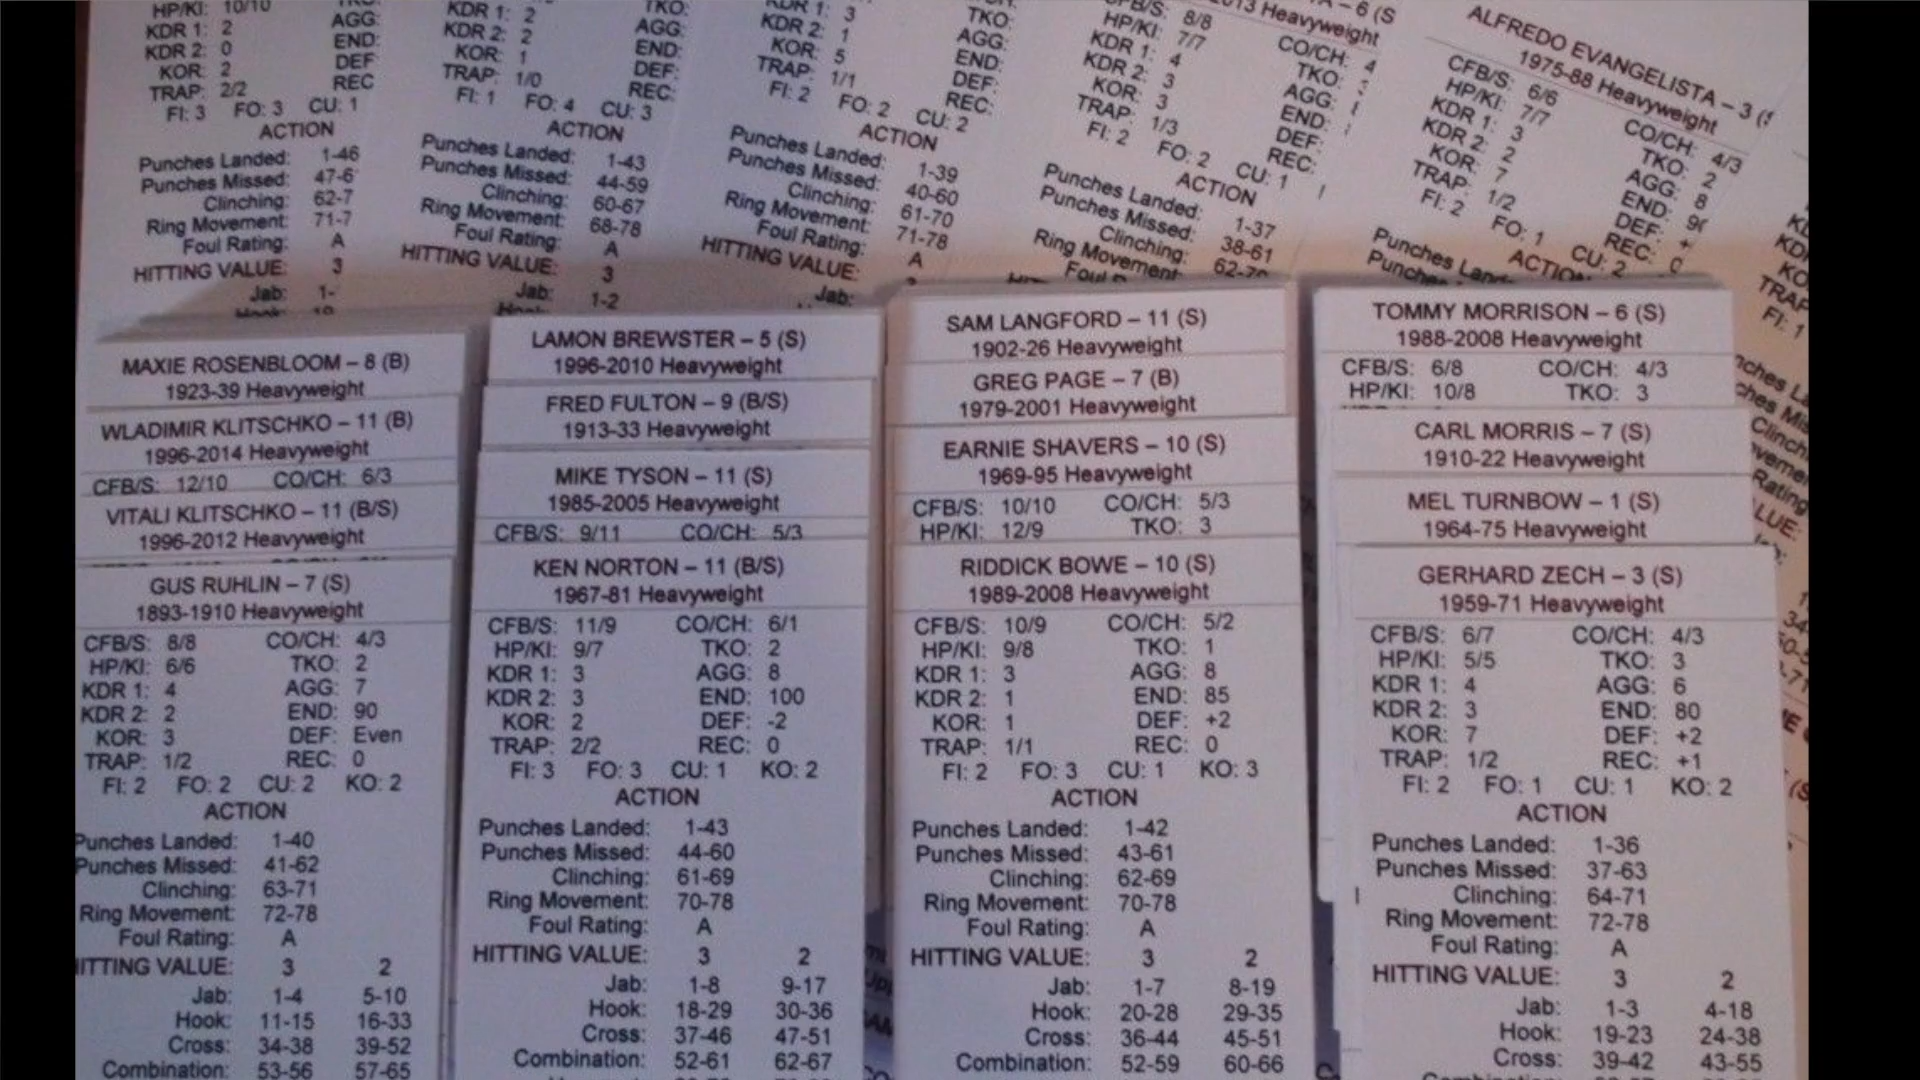 HP/KI: 10/10
KDR 1: 2
AGG:
KDR 2: 0
END:
KOR: 2
DEF
TRAP: 2/2
REC
FI: 3 FO: 3 CU: 1
ACTION
Punches Landed: 1-46
Punches Missed: 47-6
Clinching: 62-7
Ring Movement: 71-7
Foul Rating: A
HITTING VALUE: 3
Jab: 1-
KDR 1: 2
TKO:
KDR 2: 2
AGG:
KOR: 1
END:
TRAP: 1/0
DEF:
REC:
FI: 1 FO: 4 CU: 3
ACTION
Punches Landed: 1-43
Punches Missed: 44-59
Clinching: 60-67
Ring Movement: 68-78
Foul Rating: A
HITTING VALUE: 3
Jab: 1-2
KDR 1: 3
TKO:
KDR 2: 1
AGG:
KOR: 5
END:
TRAP: 1/1
DEF:
REC:
FI: 2 FO: 2 CU: 2
ACTION
Punches Landed: 1-39
Punches Missed: 40-60
Clinching: 61-70
Ring Movement: 71-78
Foul Rating: A
HITTING VALUE:
Jab:
– 6 (S
2013 Heavyweight
CFB/S: 8/8 CO/CH: 4
HP/KI: 7/7 TKO:
KDR 1: 4 AGG:
KDR 2: 3 END:
KOR: 3 DEF:
TRAP: 1/3 REC:
FI: 2 FO: 2 CU: 1
ACTION
Punches Landed: 1-37
Punches Missed: 38-61
Clinching: 62-70
Ring Movement:
ALFREDO EVANGELISTA – 3 (S
1975-88 Heavyweight
CFB/S: 6/6 CO/CH: 4/3
HP/KI: 7/7 TKO: 2
KDR 1: 3 AGG: 8
KDR 2: 2 END:
KOR: 7 DEF: +
TRAP: 1/2 REC: 0
FI: 2 FO: 1 CU: 2
ACTION
Punches
MAXIE ROSENBLOOM – 8 (B)
1923-39 Heavyweight
WLADIMIR KLITSCHKO – 11 (B)
1996-2014 Heavyweight
CFB/S: 12/10 CO/CH: 6/3
VITALI KLITSCHKO – 11 (B/S)
1996-2012 Heavyweight
GUS RUHLIN – 7 (S)
1893-1910 Heavyweight
CFB/S: 8/8 CO/CH: 4/3
HP/KI: 6/6 TKO: 2
KDR 1: 4 AGG: 7
KDR 2: 2 END: 90
KOR: 3 DEF: Even
TRAP: 1/2 REC: 0
FI: 2 FO: 2 CU: 2 KO: 2
ACTION
Punches Landed: 1-40
Punches Missed: 41-62
Clinching: 63-71
Ring Movement: 72-78
Foul Rating: A
ITTING VALUE: 3 2
Jab: 1-4 5-10
Hook: 11-15 16-33
Cross: 34-38 39-52
Combination: 53-56 57-65
LAMON BREWSTER – 5 (S)
1996-2010 Heavyweight
FRED FULTON – 9 (B/S)
1913-33 Heavyweight
MIKE TYSON – 11 (S)
1985-2005 Heavyweight
CFB/S: 9/11 CO/CH: 5/3
KEN NORTON – 11 (B/S)
1967-81 Heavyweight
CFB/S: 11/9 CO/CH: 6/1
HP/KI: 9/7 TKO: 2
KDR 1: 3 AGG: 8
KDR 2: 3 END: 100
KOR: 2 DEF: -2
TRAP: 2/2 REC: 0
FI: 3 FO: 3 CU: 1 KO: 2
ACTION
Punches Landed: 1-43
Punches Missed: 44-60
Clinching: 61-69
Ring Movement: 70-78
Foul Rating: A
HITTING VALUE: 3 2
Jab: 1-8 9-17
Hook: 18-29 30-36
Cross: 37-46 47-51
Combination: 52-61 62-67
SAM LANGFORD – 11 (S)
1902-26 Heavyweight
GREG PAGE – 7 (B)
1979-2001 Heavyweight
EARNIE SHAVERS – 10 (S)
1969-95 Heavyweight
CFB/S: 10/10 CO/CH: 5/3
HP/KI: 12/9 TKO: 3
RIDDICK BOWE – 10 (S)
1989-2008 Heavyweight
CFB/S: 10/9 CO/CH: 5/2
HP/KI: 9/8 TKO: 1
KDR 1: 3 AGG: 8
KDR 2: 1 END: 85
KOR: 1 DEF: +2
TRAP: 1/1 REC: 0
FI: 2 FO: 3 CU: 1 KO: 3
ACTION
Punches Landed: 1-42
Punches Missed: 43-61
Clinching: 62-69
Ring Movement: 70-78
Foul Rating: A
HITTING VALUE: 3 2
Jab: 1-7 8-19
Hook: 20-28 29-35
Cross: 36-44 45-51
Combination: 52-59 60-66
TOMMY MORRISON – 6 (S)
1988-2008 Heavyweight
CFB/S: 6/8 CO/CH: 4/3
HP/KI: 10/8 TKO: 3
CARL MORRIS – 7 (S)
1910-22 Heavyweight
MEL TURNBOW – 1 (S)
1964-75 Heavyweight
GERHARD ZECH – 3 (S)
1959-71 Heavyweight
CFB/S: 6/7 CO/CH: 4/3
HP/KI: 5/5 TKO: 3
KDR 1: 4 AGG: 6
KDR 2: 3 END: 80
KOR: 7 DEF: +2
TRAP: 1/2 REC: +1
FI: 2 FO: 1 CU: 1 KO: 2
ACTION
Punches Landed: 1-36
Punches Missed: 37-63
Clinching: 64-71
Ring Movement: 72-78
Foul Rating: A
HITTING VALUE: 3 2
Jab: 1-3 4-18
Hook: 19-23 24-38
Cross: 39-42 43-55